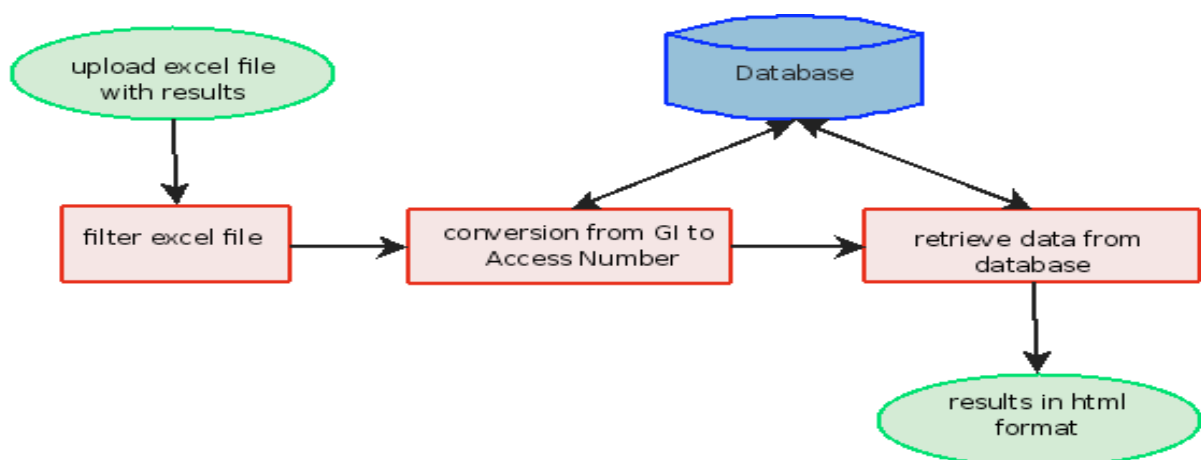 upload excel file
with results
Database
filter excel file
conversion from GI to
Access Number
retrieve data from
database
results in html
format